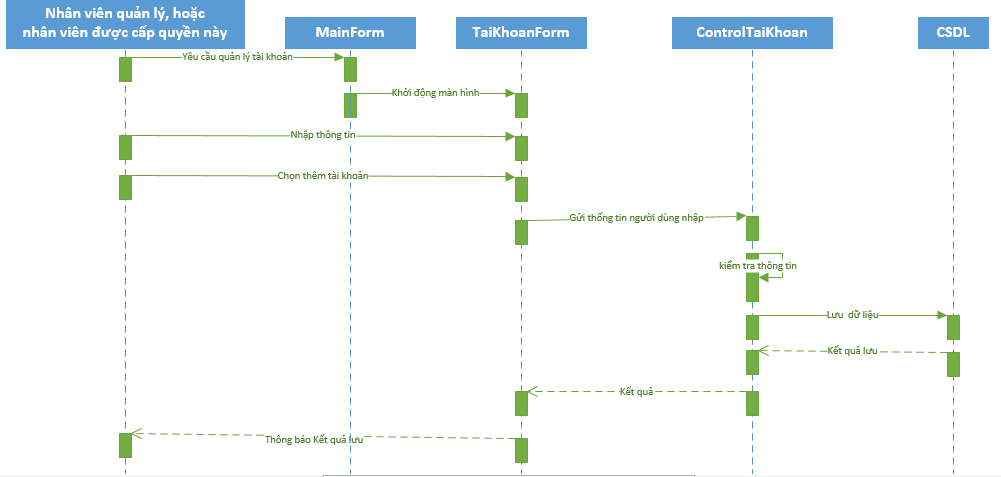 Nhân viên quản lý, hoặc
nhân viên được cấp quyền này
MainForm
TaiKhoanForm
ControlTaiKhoan
CSDL
Yêu cầu quản lý tài khoản
Khởi động màn hình
Nhập thông tin
Chọn thêm tài khoản
Gửi thống tin người dùng nhập
kiểm tra thông tin
Lưu dữ liệu
Kết quả lưu
Kết quả
Thông báo Kết quả lưu